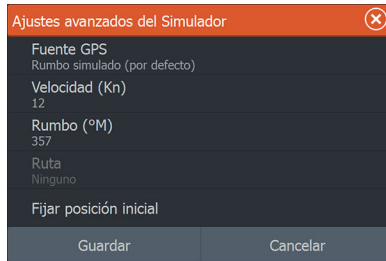 Ajustes avanzados del Simulador
Fuente GPS
Rumbo simulado (por defecto)
Velocidad (Kn)
12
Rumbo (°M)
357
Ruta
Ninguno
Fijar posición inicial
Guardar
Cancelar